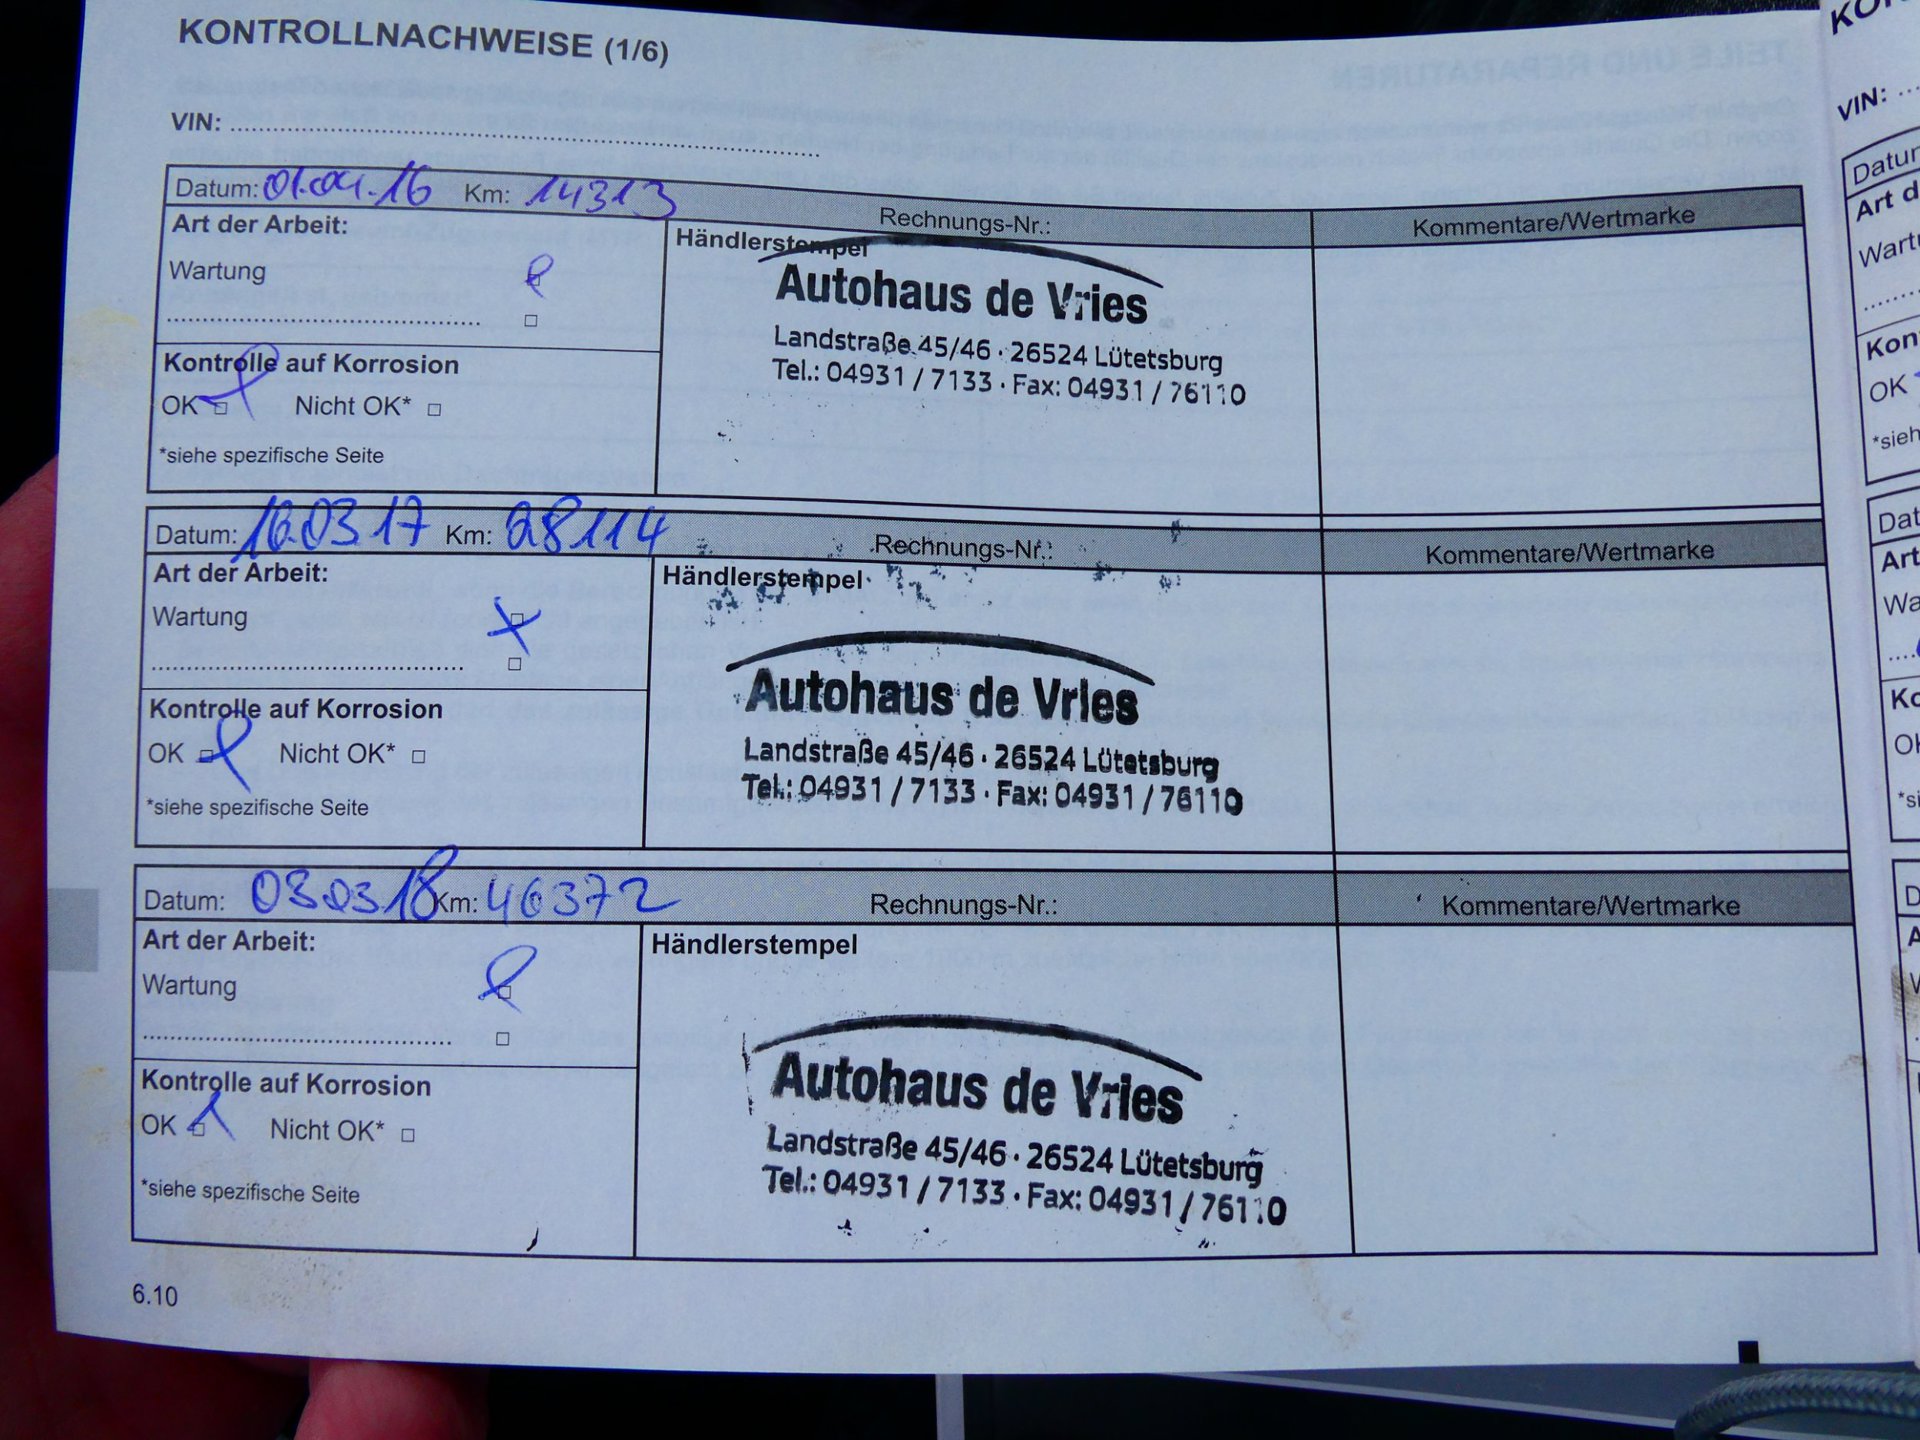 KONTROLLNACHWEISE (1/6)
VIN: ....................
Datum: 01.04.16 Km: 14313 Rechnungs-Nr.: Kommentare/Wertmarke
Art der Arbeit: Händlerstempel
Wartung
Autohaus de Vries
Landstraße 45/46 · 26524 Lütetsburg
Tel.: 04931 / 7133 · Fax: 04931 / 76110
Kontrolle auf Korrosion
OK Nicht OK*
*siehe spezifische Seite
Datum: 16.03.17 Km: 28114 Rechnungs-Nr.: Kommentare/Wertmarke
Art der Arbeit: Händlerstempel
Wartung
Autohaus de Vries
Landstraße 45/46 · 26524 Lütetsburg
Tel.: 04931 / 7133 · Fax: 04931 / 76110
Kontrolle auf Korrosion
OK Nicht OK*
*siehe spezifische Seite
Datum: 03.03.18 Km: 46372 Rechnungs-Nr.: Kommentare/Wertmarke
Art der Arbeit: Händlerstempel
Wartung
Autohaus de Vries
Landstraße 45/46 · 26524 Lütetsburg
Tel.: 04931 / 7133 · Fax: 04931 / 76110
Kontrolle auf Korrosion
OK Nicht OK*
*siehe spezifische Seite
6.10
VIN:
OK